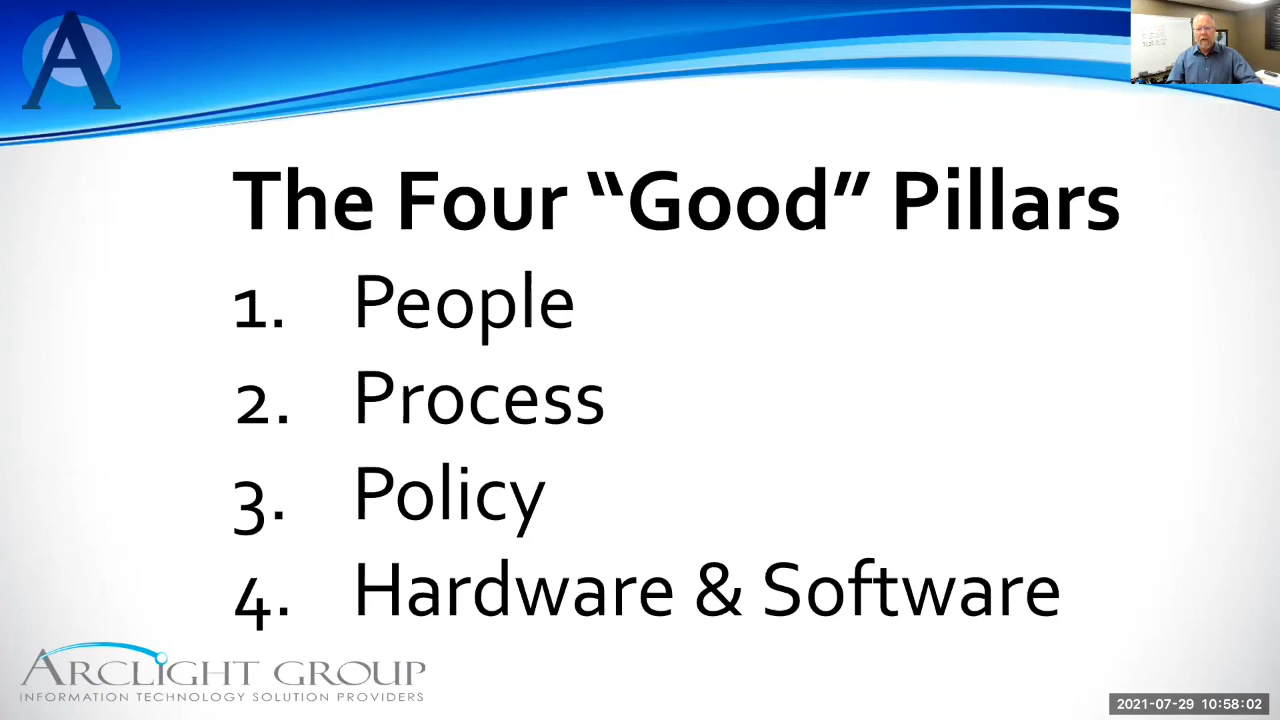 A
The Four “Good” Pillars
1. People
2. Process
3. Policy
4. Hardware & Software
ARCLIGHT GROUP
INFORMATION TECHNOLOGY SOLUTION PROVIDERS
2021-07-29 10:58:02